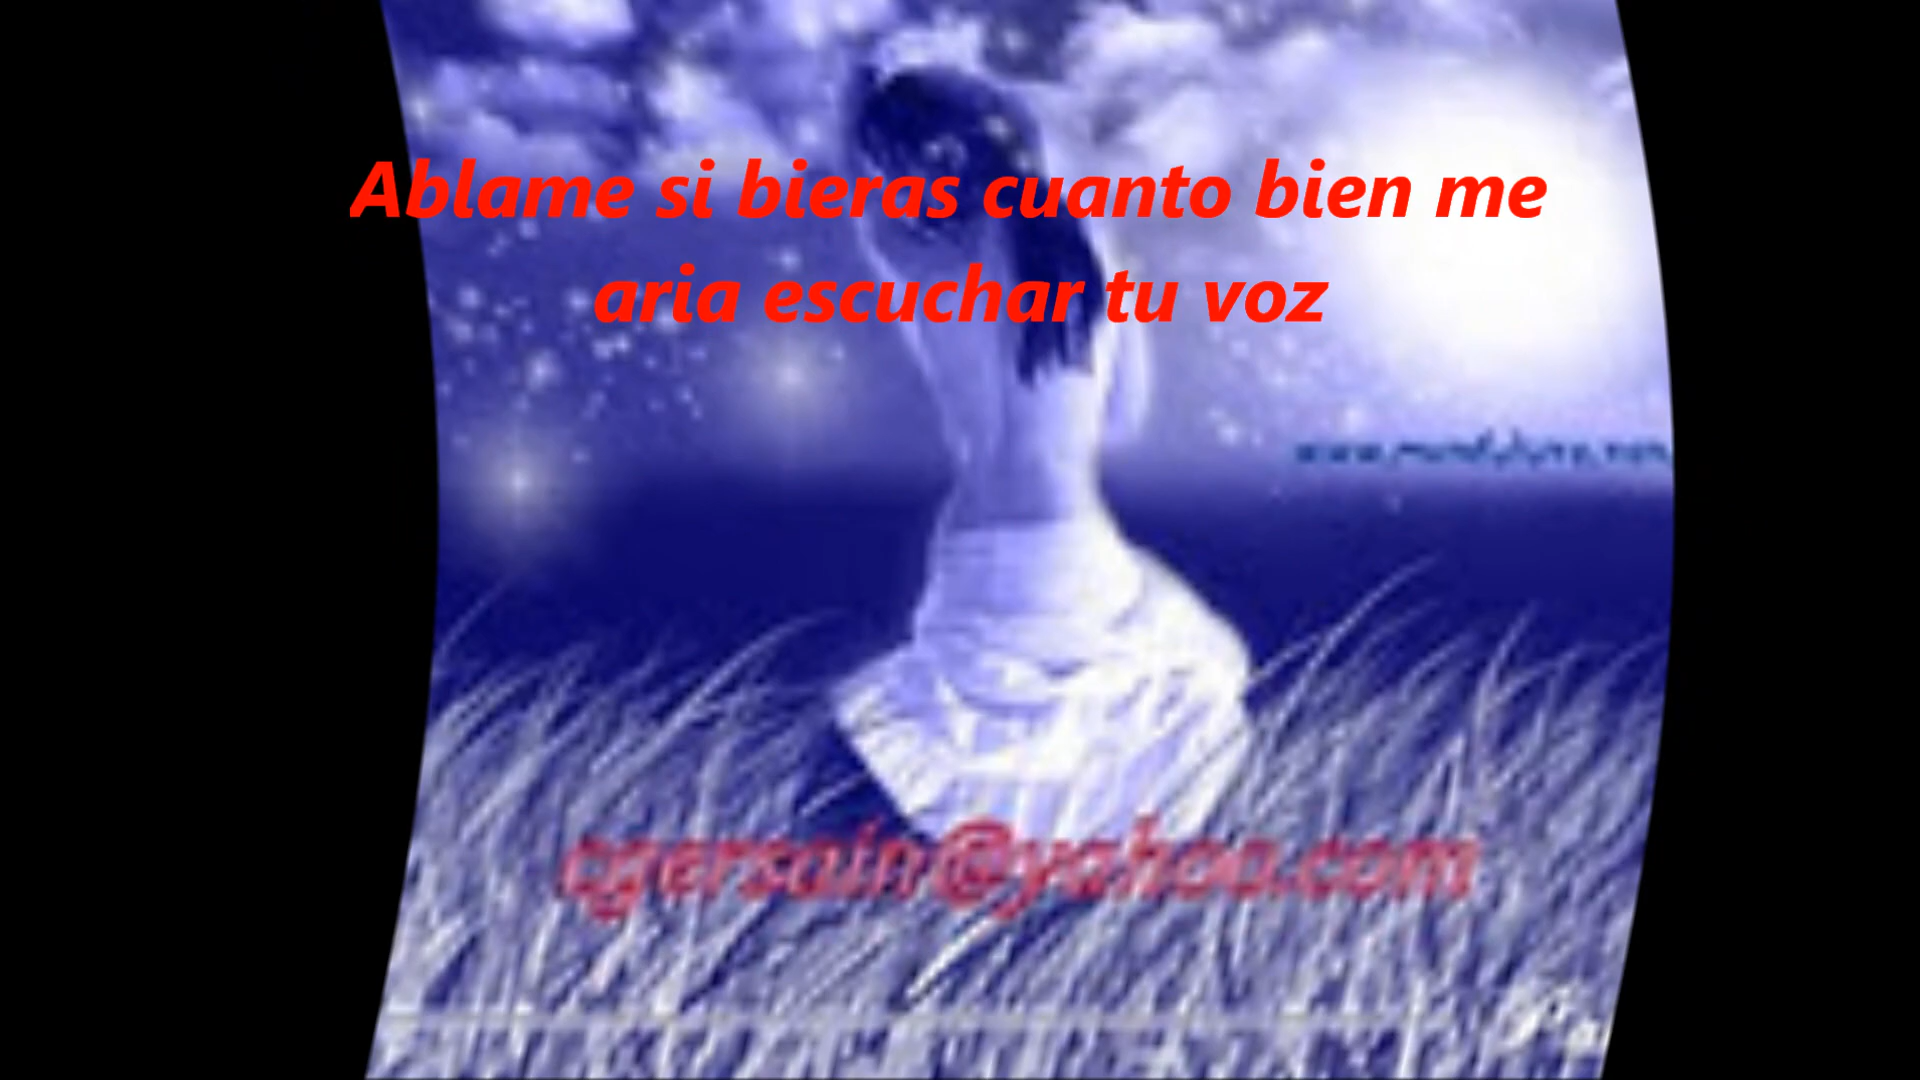 Ablame si bieras cuanto bien me
aria escuchar tu voz
cgersain@yahoo.com